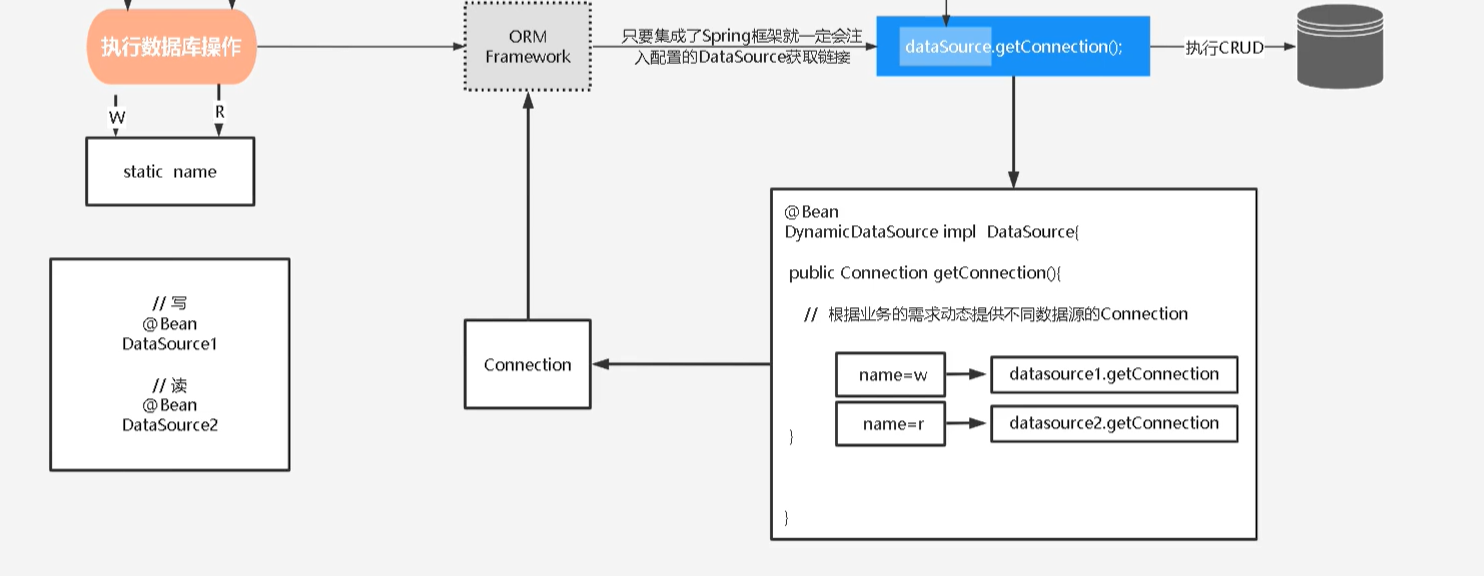 执行数据库操作
ORM
Framework
只要集成了Spring框架就一定会注
入配置的DataSource获取链接
dataSource.getConnection();
执行CRUD
W
R
static name
// 写
@Bean
DataSource1
// 读
@Bean
DataSource2
Connection
@Bean
DynamicDataSource impl DataSource{
public Connection getConnection(){
// 根据业务的需求动态提供不同数据源的Connection
name=w
datasource1.getConnection
name=r
datasource2.getConnection
}
}